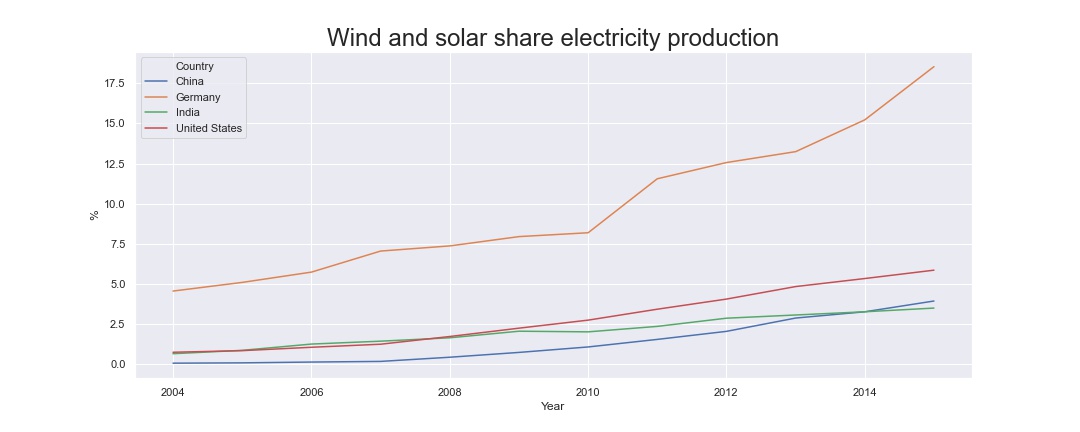 Wind and solar share electricity production
Country
China
Germany
India
United States
17.5
15.0
12.5
10.0
7.5
5.0
2.5
0.0
%
2004 2006 2008 2010 2012 2014
Year